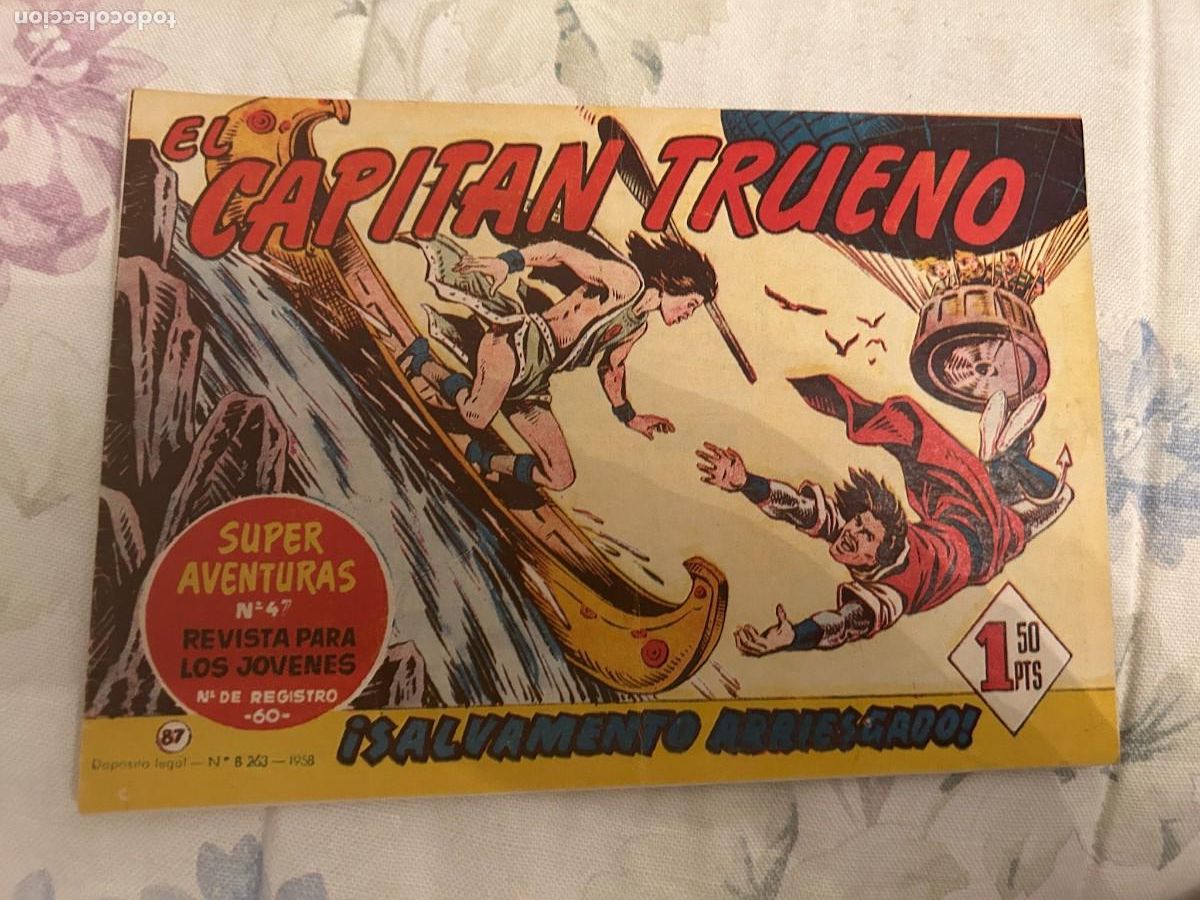 todocoleccion
EL
CAPITAN TRUENO
SUPER
AVENTURAS
Nº 47
REVISTA PARA
LOS JOVENES
Nº DE REGISTRO
-60-
1 50
PTS
87
¡SALVAMENTO ARRIESGADO!
Deposito legal - Nº B 263 - 1958